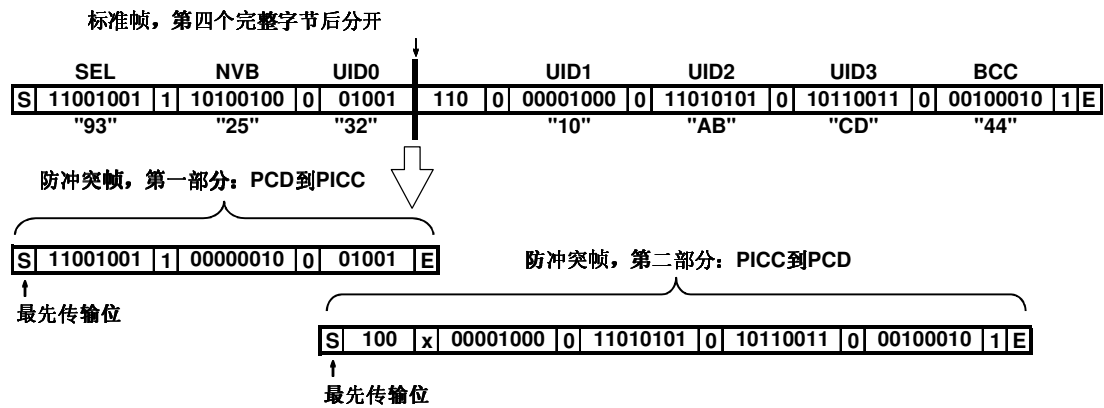 标准帧，第四个完整字节后分开
SEL NVB UID0 UID1 UID2 UID3 BCC
S 11001001 1 10100100 0 01001 110 0 00001000 0 11010101 0 10110011 0 00100010 1 E
"93" "25" "32" "10" "AB" "CD" "44"
防冲突帧，第一部分：PCD到PICC
S 11001001 1 00000010 0 01001 E
最先传输位
防冲突帧，第二部分：PICC到PCD
S 100 x 00001000 0 11010101 0 10110011 0 00100010 1 E
最先传输位